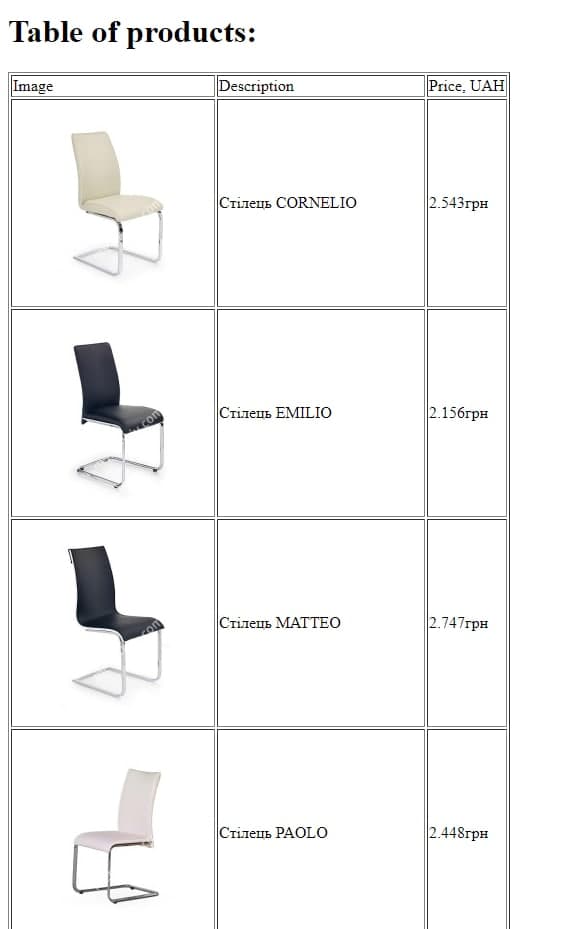 Table of products:
Image Description Price, UAH
Стілець CORNELIO 2.543грн
Стілець EMILIO 2.156грн
Стілець MATTEO 2.747грн
Стілець PAOLO 2.448грн